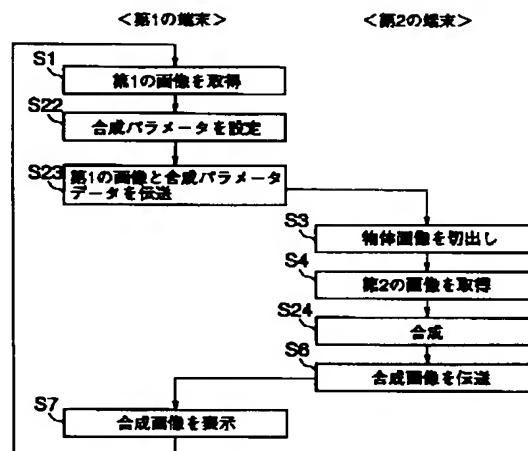 <第1の端末>
<第2の端末>
S1
第1の画像を取得
S22
合成パラメータを設定
S23
第1の画像と合成パラメータ
データを伝送
S3
物体画像を切出し
S4
第2の画像を取得
S24
合成
S6
合成画像を伝送
S7
合成画像を表示